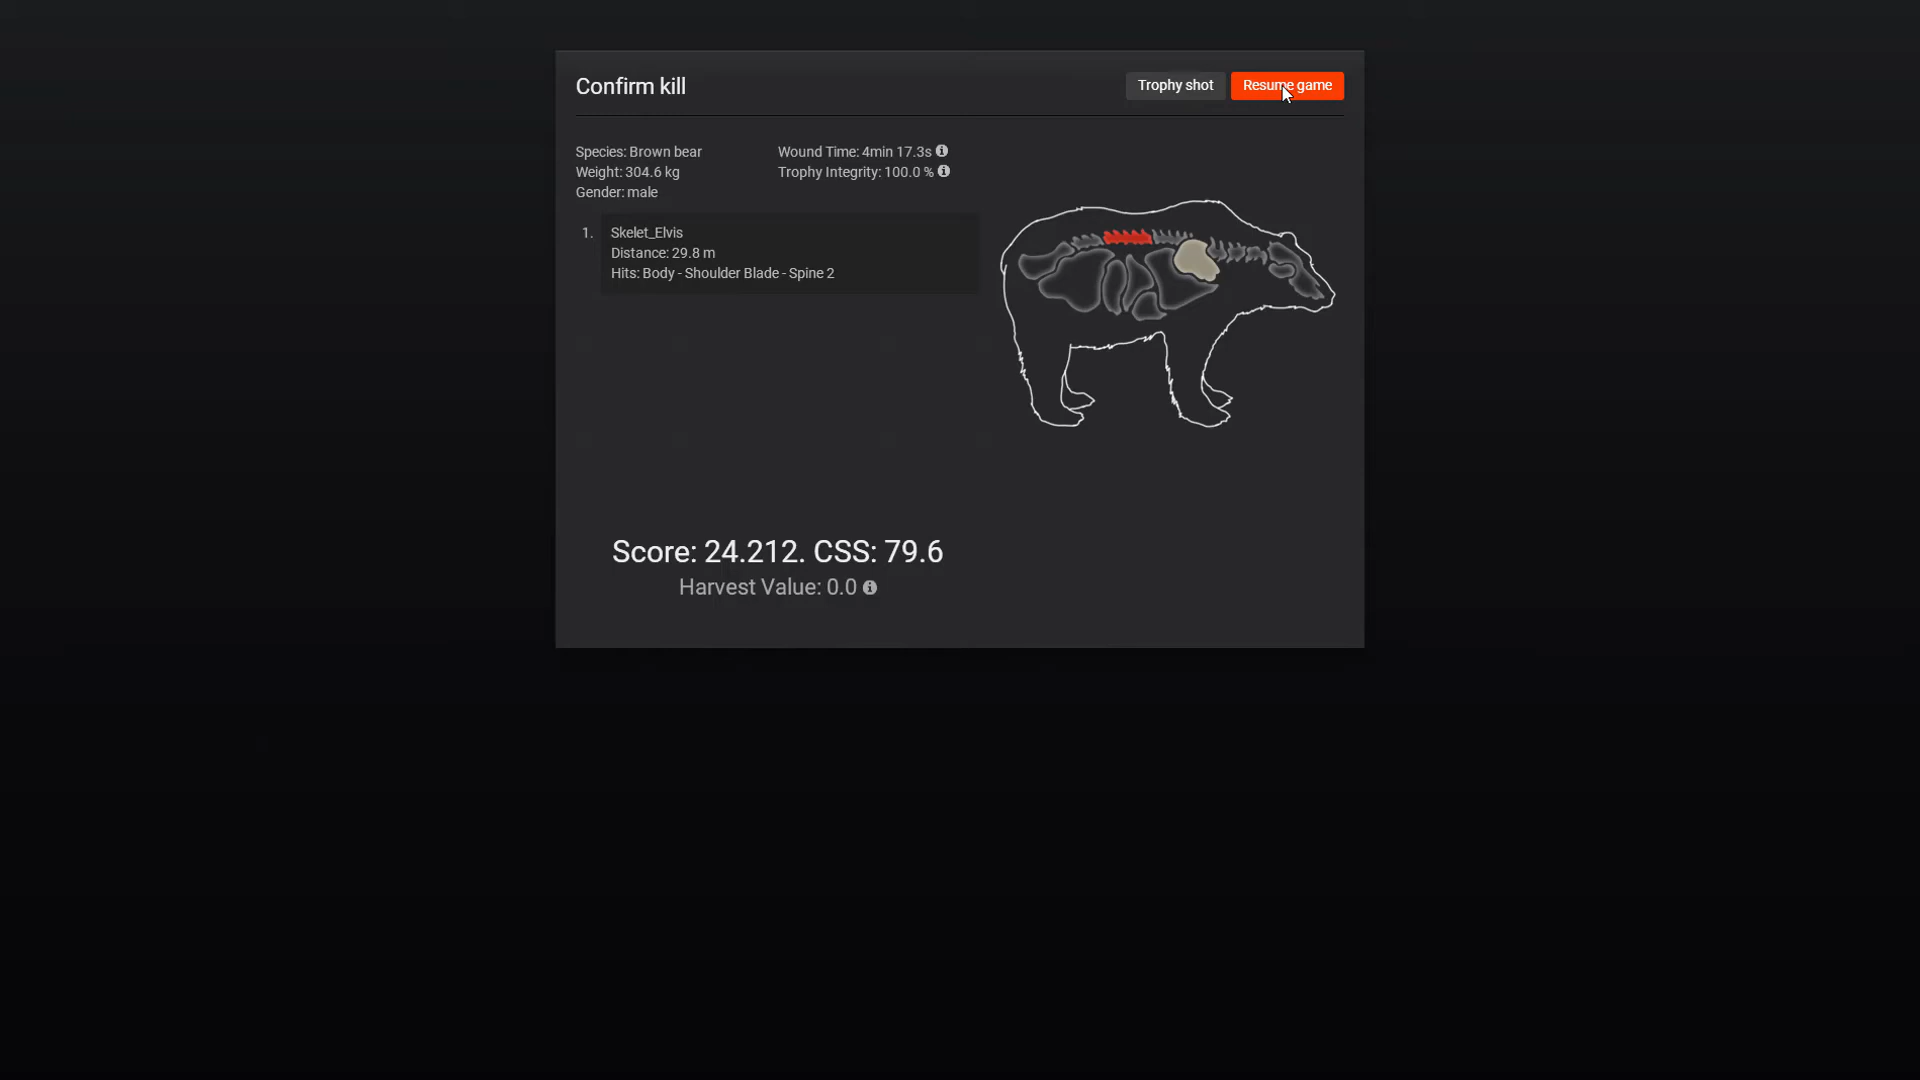 Confirm kill
Trophy shot
Resume game
Species: Brown bear
Weight: 304.6 kg
Gender: male
Wound Time: 4min 17.3s
Trophy Integrity: 100.0 %
1.
Skelet_Elvis
Distance: 29.8 m
Hits: Body - Shoulder Blade - Spine 2
Score: 24.212. CSS: 79.6
Harvest Value: 0.0